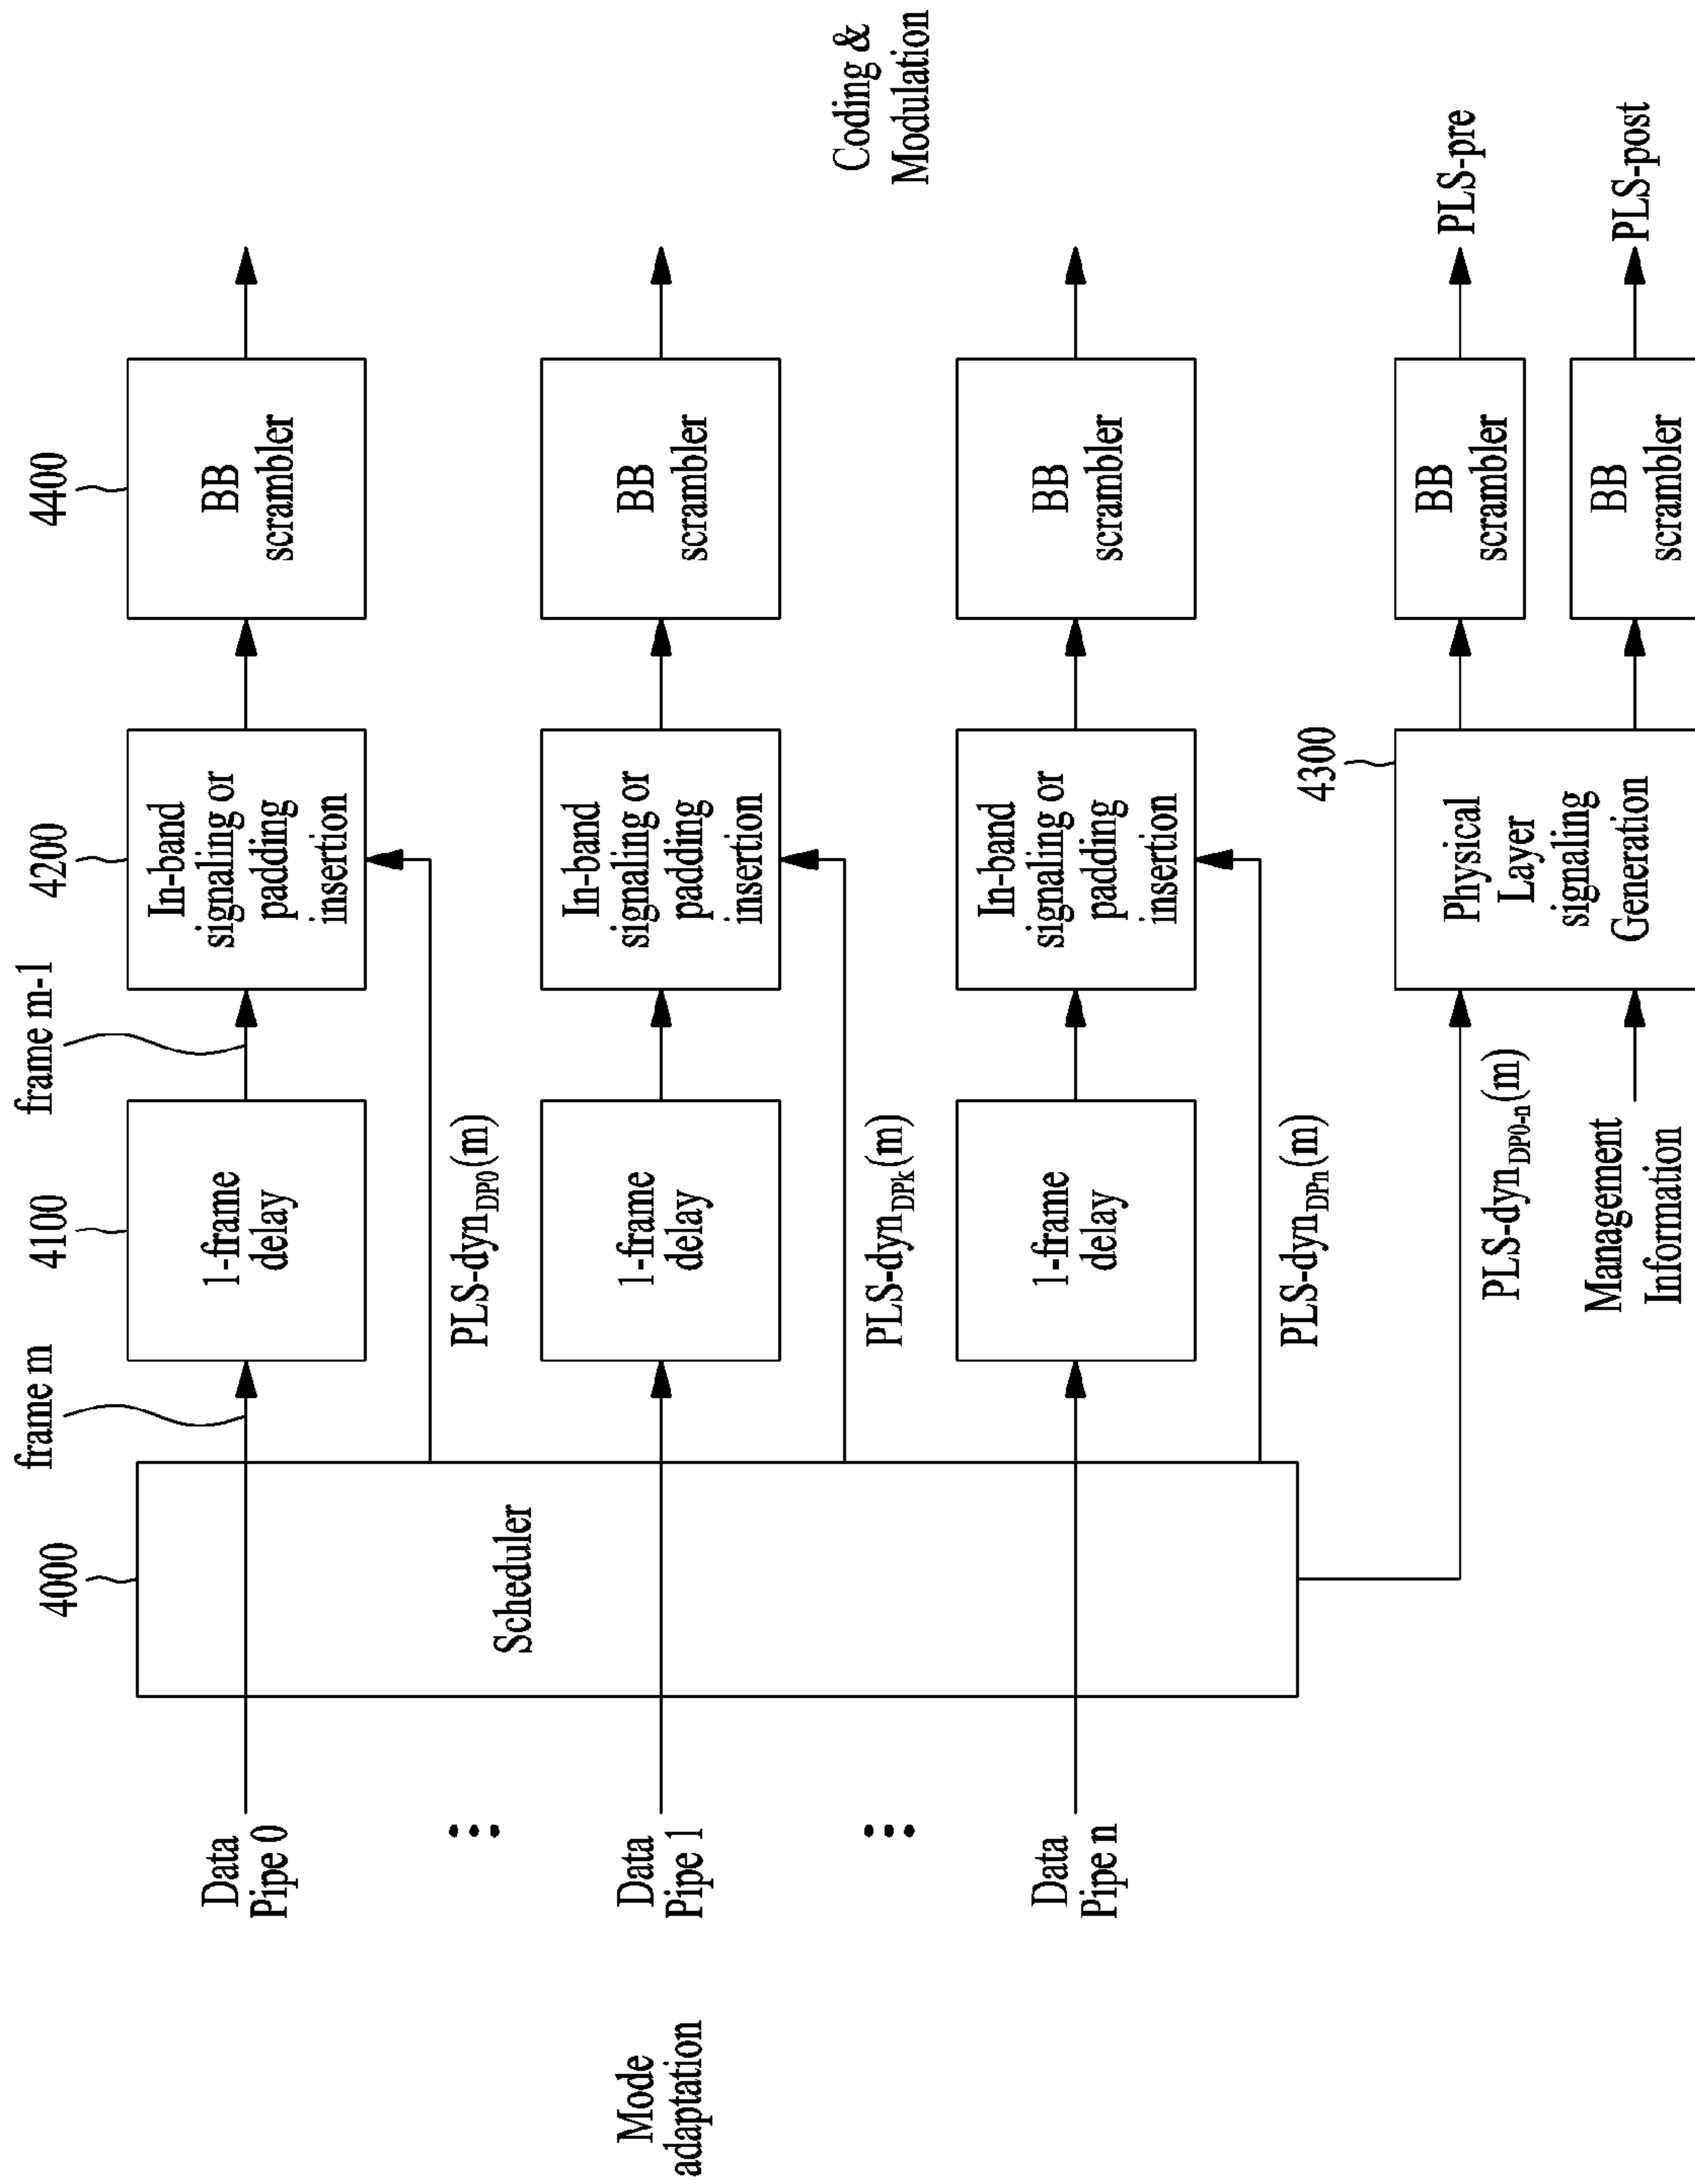 4000
frame m
4100
frame m-1
4200
4400
Data
Pipe 0
1-frame
delay
In-band
signaling or
padding
insertion
BB
scrambler
PLS-dynDP0(m)
Scheduler
Mode
adaptation
Data
Pipe 1
1-frame
delay
In-band
signaling or
padding
insertion
BB
scrambler
Coding &
Modulation
PLS-dynDPk(m)
Data
Pipe n
1-frame
delay
In-band
signaling or
padding
insertion
BB
scrambler
PLS-dynDPn(m)
4300
PLS-dynDP0-n(m)
Management
Information
Physical
Layer
signaling
Generation
BB
scrambler
PLS-pre
BB
scrambler
PLS-post